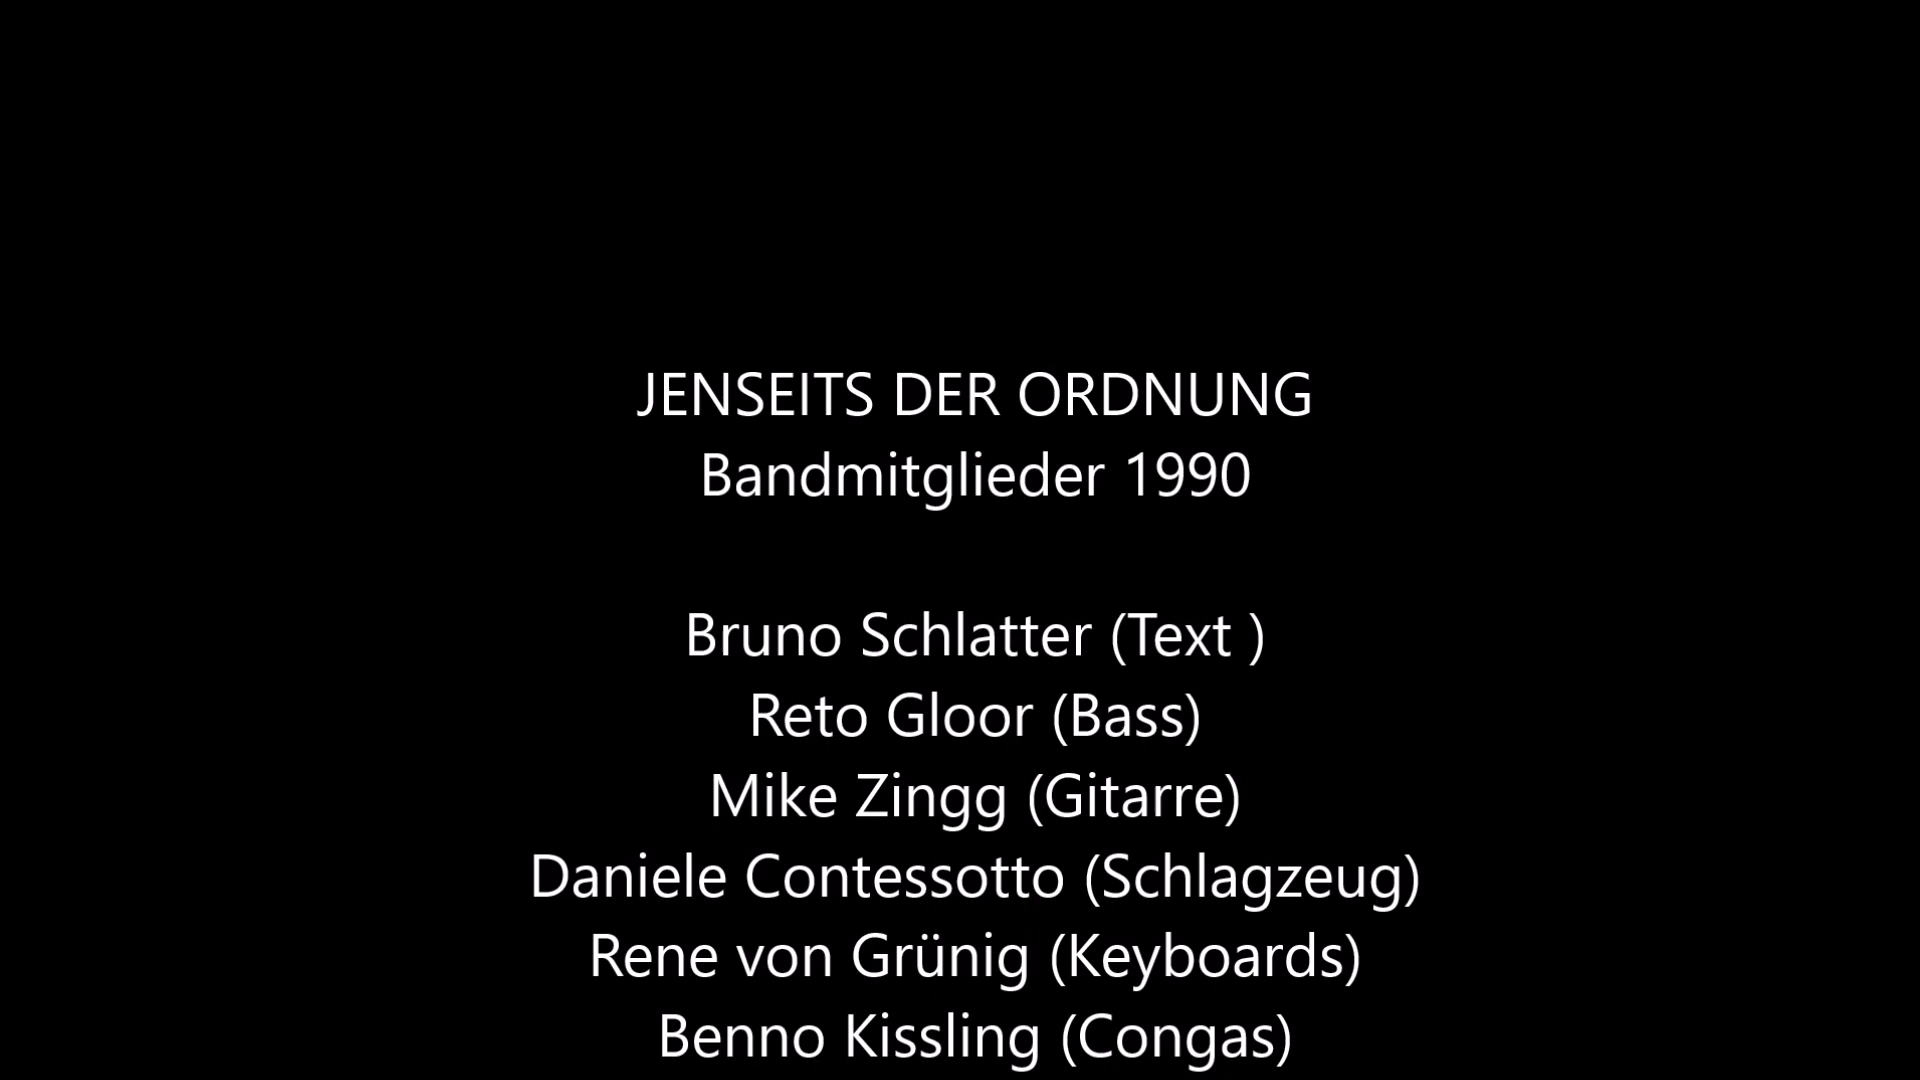 JENSEITS DER ORDNUNG
Bandmitglieder 1990
Bruno Schlatter (Text )
Reto Gloor (Bass)
Mike Zingg (Gitarre)
Daniele Contessotto (Schlagzeug)
Rene von Grünig (Keyboards)
Benno Kissling (Congas)